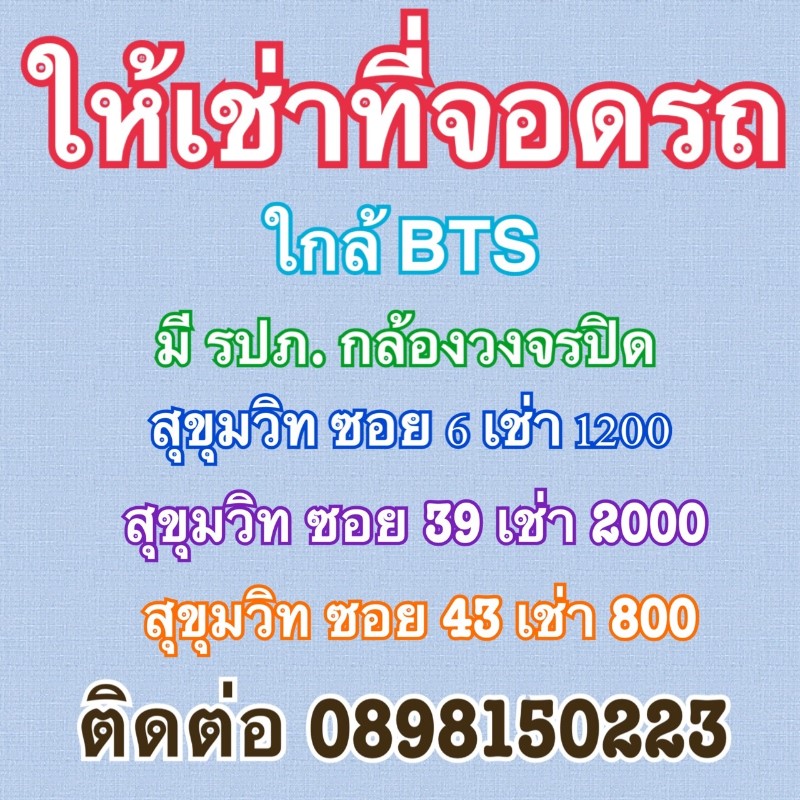 ให้เช่าที่จอดรถ
ใกล้ BTS
มี รปภ. กล้องวงจรปิด
สุขุมวิท ซอย 6 เช่า 1200
สุขุมวิท ซอย 39 เช่า 2000
สุขุมวิท ซอย 43 เช่า 800
ติดต่อ 0898150223